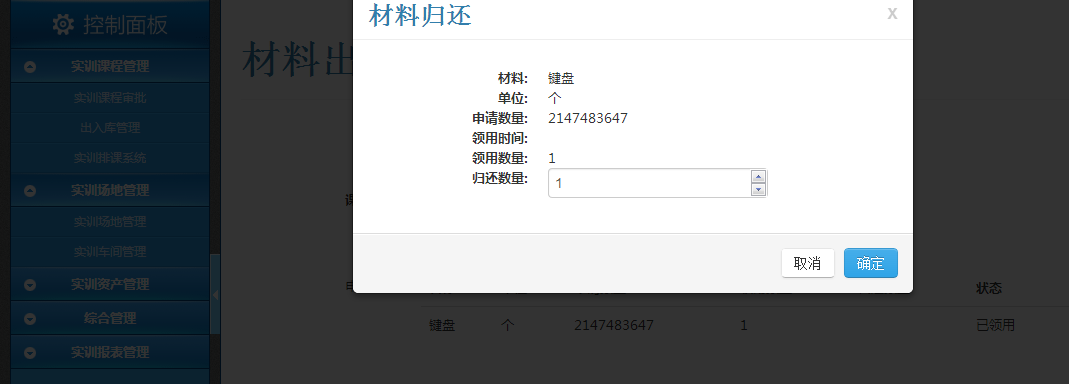 控制面板
实训课程管理
实训课程审批
出入库管理
实训排课系统
实训场地管理
实训场地管理
实训车间管理
实训资产管理
综合管理
实训报表管理
材料出
材料归还
x
材料: 键盘
单位: 个
申请数量: 2147483647
领用时间:
领用数量: 1
归还数量: 1
取消 确定
状态
键盘 个 2147483647 1 已领用